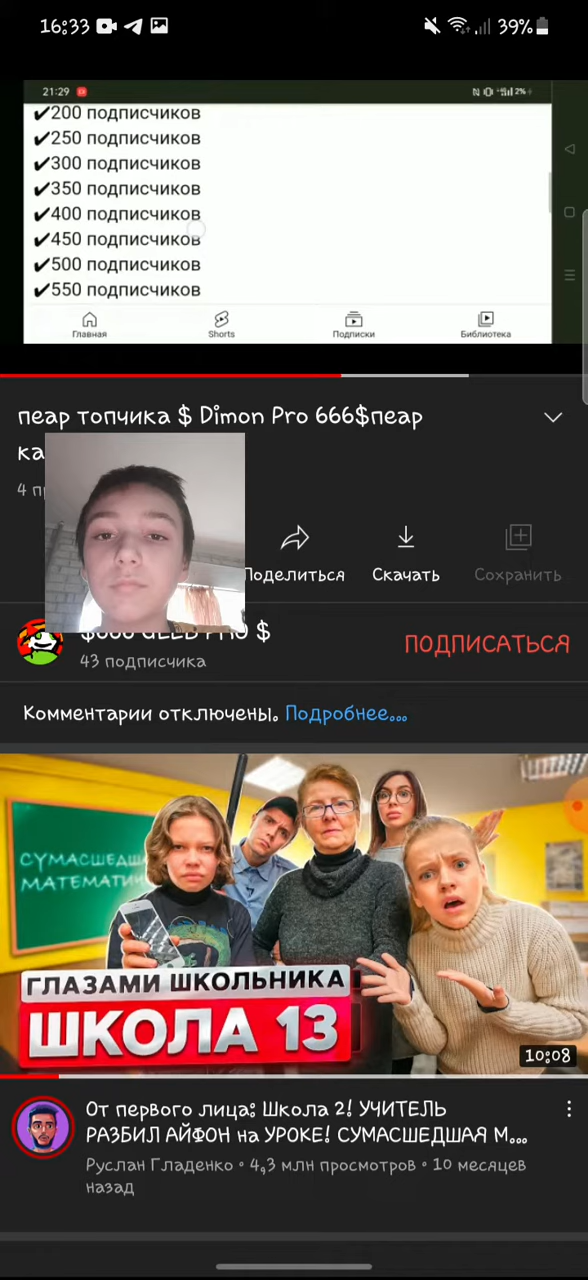 16:33
39%
21:29
2%
✔200 подписчиков
✔250 подписчиков
✔300 подписчиков
✔350 подписчиков
✔400 подписчиков
✔450 подписчиков
✔500 подписчиков
✔550 подписчиков
Главная Shorts Подписки Библиотека
пеар топчика $ Dimon Pro 666$пеар
ка
4 п
Поделиться Скачать Сохранить
$ ПОДПИСАТЬСЯ
43 подписчика
Комментарии отключены. Подробнее...
СУМАСШЕДШ
МАТЕМАТИ
ГЛАЗАМИ ШКОЛЬНИКА
ШКОЛА 13
10:08
От первого лица: Школа 2! УЧИТЕЛЬ
РАЗБИЛ АЙФОН на УРОКЕ! СУМАСШЕДШАЯ М...
Руслан Гладенко • 4,3 млн просмотров • 10 месяцев
назад